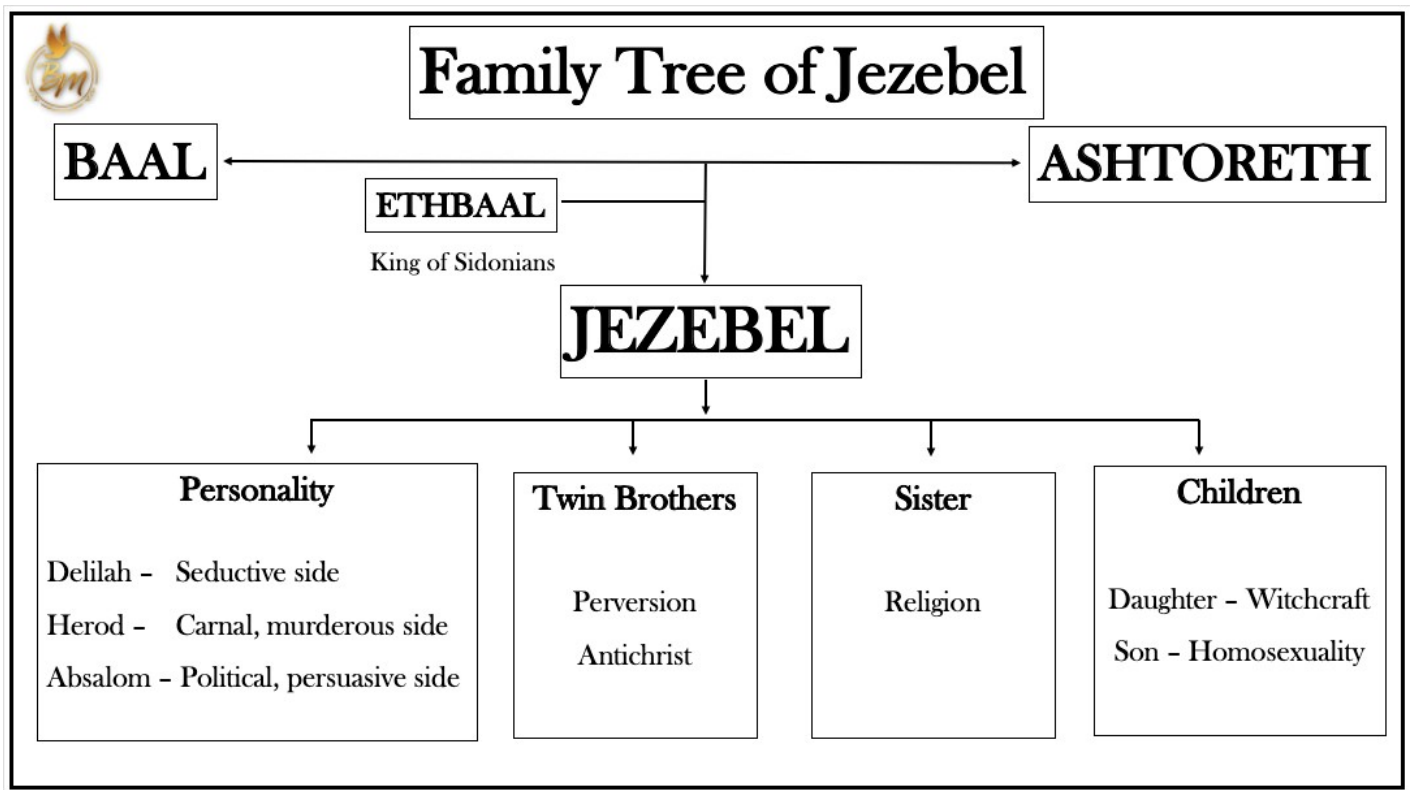 BM
Family Tree of Jezebel
BAAL
ASHTORETH
ETHBAAL
King of Sidonians
JEZEBEL
Personality
Delilah – Seductive side
Herod – Carnal, murderous side
Absalom – Political, persuasive side
Twin Brothers
Perversion
Antichrist
Sister
Religion
Children
Daughter – Witchcraft
Son – Homosexuality